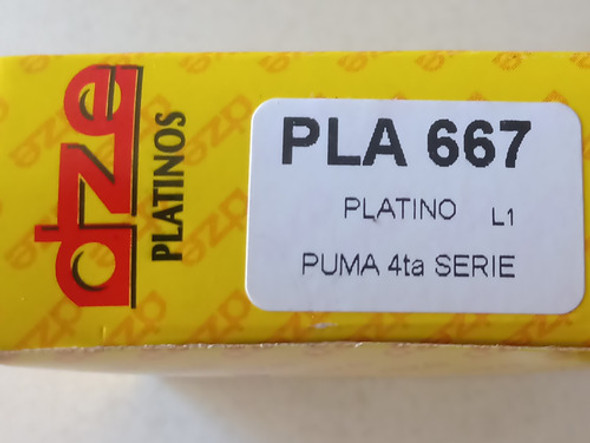 dze
PLATINOS
PLA 667
PLATINO L1
PUMA 4ta SERIE